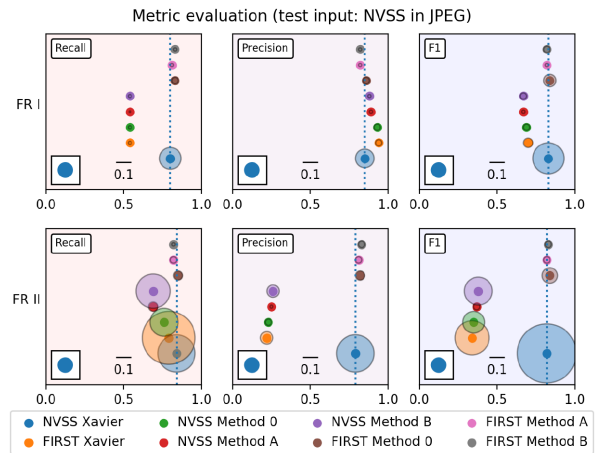 Metric evaluation (test input: NVSS in JPEG)
Recall
Precision
F1
FR I
0.1
0.1
0.1
0.0
0.5
1.0
0.0
0.5
1.0
0.0
0.5
1.0
Recall
Precision
F1
FR II
0.1
0.1
0.1
0.0
0.5
1.0
0.0
0.5
1.0
0.0
0.5
1.0
NVSS Xavier
NVSS Method 0
NVSS Method B
FIRST Method A
FIRST Xavier
NVSS Method A
FIRST Method 0
FIRST Method B